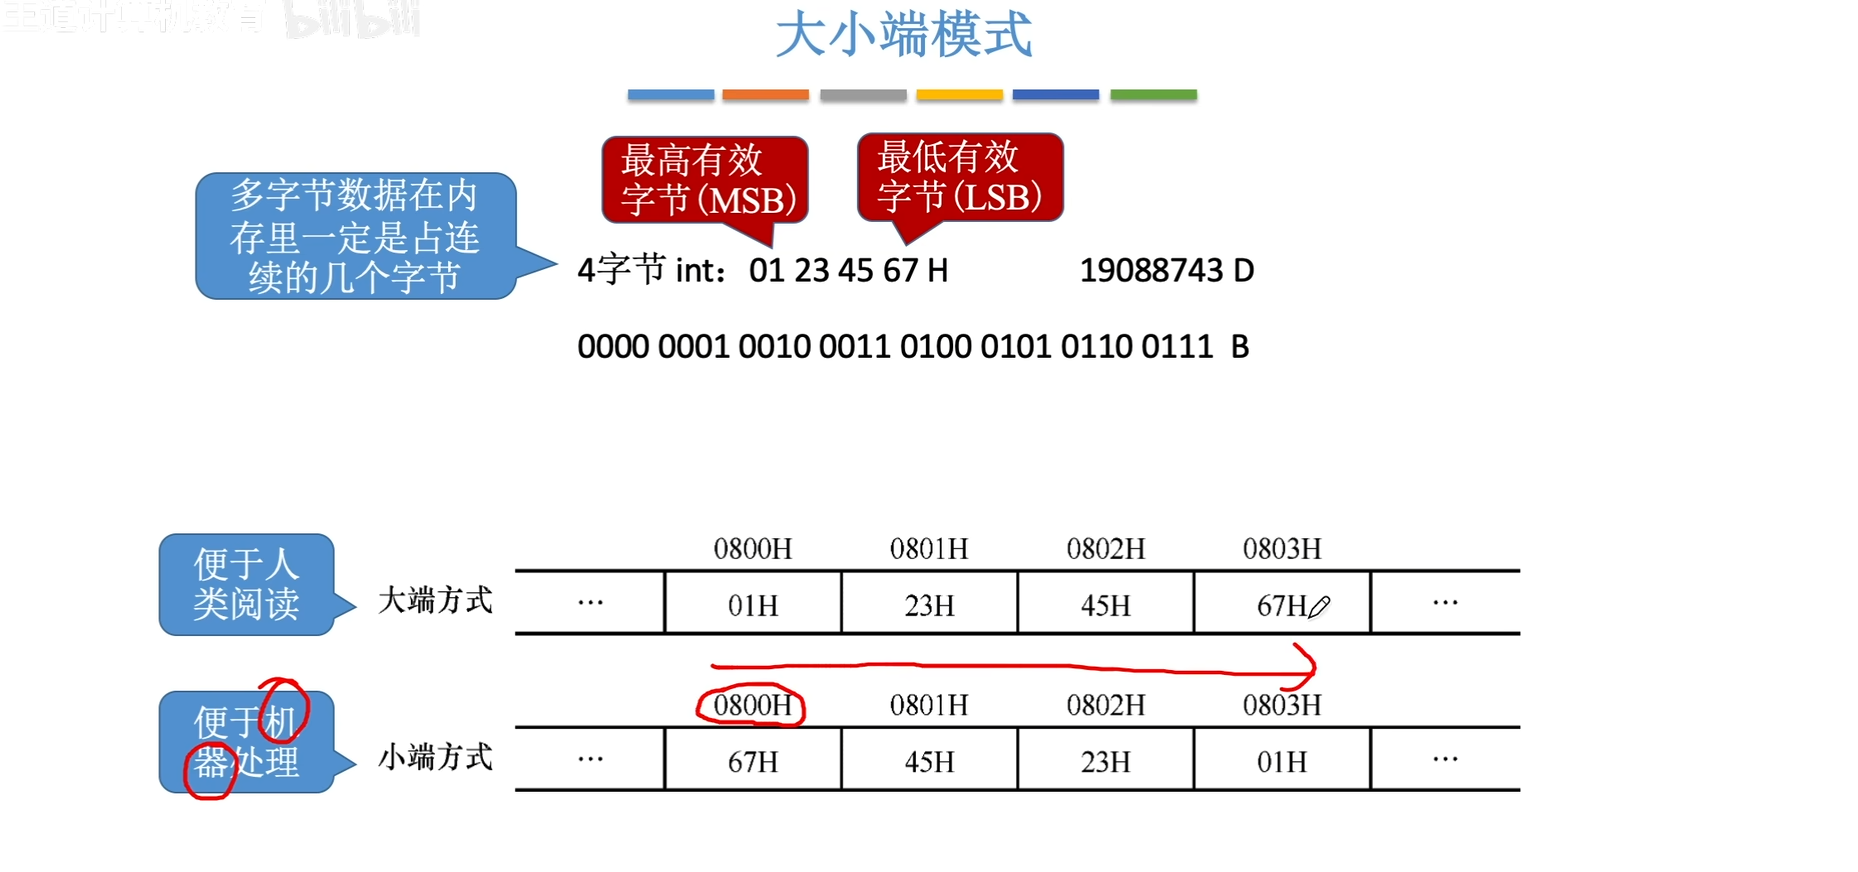 王道计算机教育 bilibili
大小端模式
最高有效
字节(MSB)
最低有效
字节(LSB)
多字节数据在内
存里一定是占连
续的几个字节
4字节 int：01 23 45 67 H 19088743 D
0000 0001 0010 0011 0100 0101 0110 0111 B
便于人
类阅读
大端方式
0800H 0801H 0802H 0803H
… 01H 23H 45H 67H …
便于机
器处理
小端方式
0800H 0801H 0802H 0803H
… 67H 45H 23H 01H …